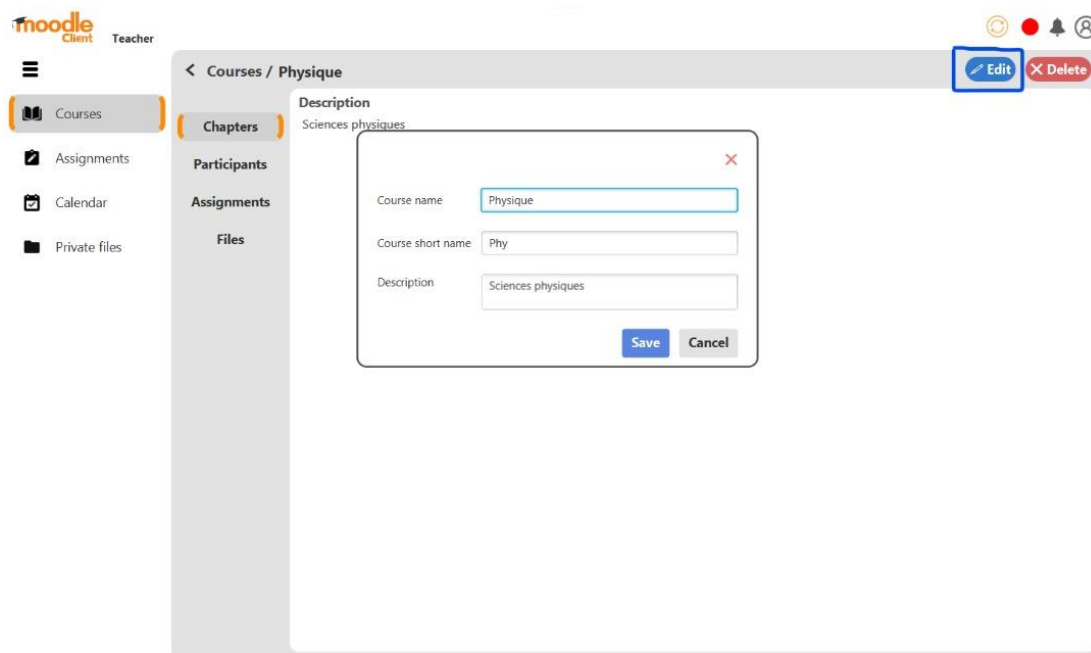 moodle
Client
Teacher
Courses / Physique
Edit
Delete
Courses
Assignments
Calendar
Private files
Chapters
Participants
Assignments
Files
Description
Sciences physiques
Course name
Physique
Course short name
Phy
Description
Sciences physiques
Save
Cancel